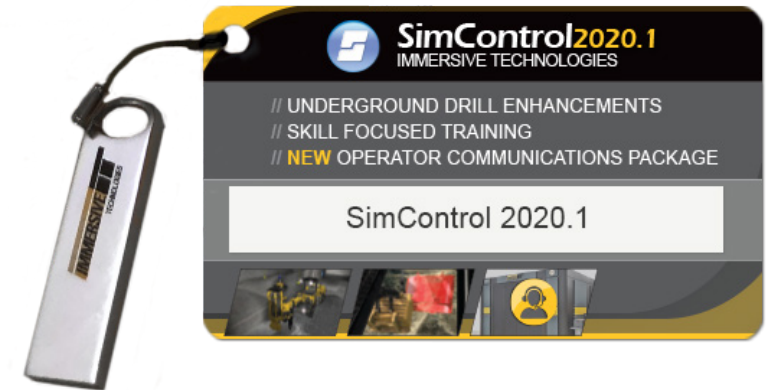 SimControl2020.1
IMMERSIVE TECHNOLOGIES
// UNDERGROUND DRILL ENHANCEMENTS
// SKILL FOCUSED TRAINING
// NEW OPERATOR COMMUNICATIONS PACKAGE
SimControl 2020.1
IMMERSIVE
TECHNOLOGIES